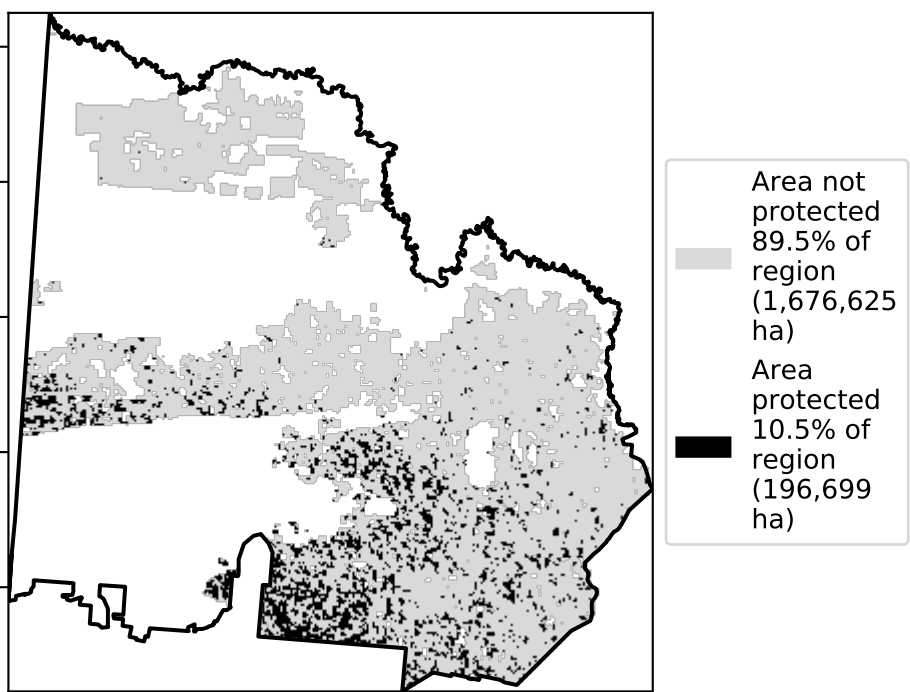 Area not
protected
89.5% of
region
(1,676,625
ha)
Area
protected
10.5% of
region
(196,699
ha)